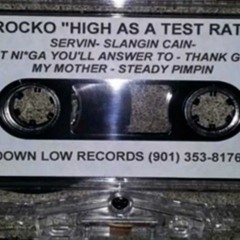 ROCKO "HIGH AS A TEST RAT
SERVIN- SLANGIN CAIN-
T NI*GA YOU'LL ANSWER TO - THANK G
MY MOTHER - STEADY PIMPIN
DOWN LOW RECORDS (901) 353-8176